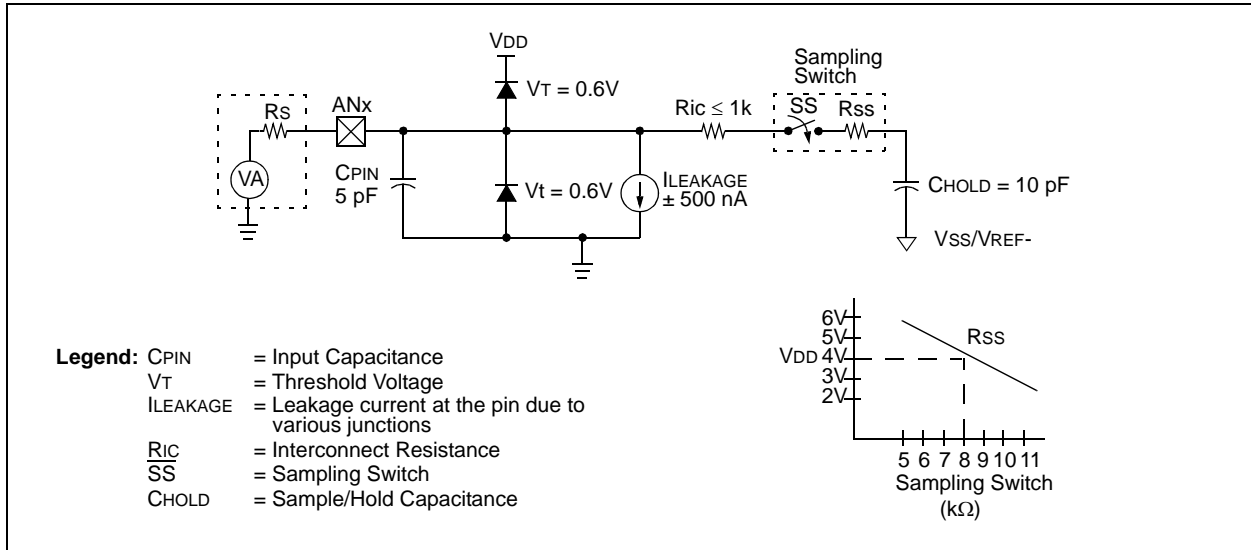 VDD
Sampling
Switch
VT = 0.6V
RS
ANx
Ric ≤ 1k
SS
Rss
VA
CPIN
5 pF
Vt = 0.6V
ILEAKAGE
± 500 nA
CHOLD = 10 pF
VSS/VREF-
6V
5V
VDD 4V
3V
2V
RSS
5 6 7 8 9 10 11
Sampling Switch
(kΩ)
Legend: CPIN = Input Capacitance
VT = Threshold Voltage
ILEAKAGE = Leakage current at the pin due to
various junctions
RIC = Interconnect Resistance
SS = Sampling Switch
CHOLD = Sample/Hold Capacitance